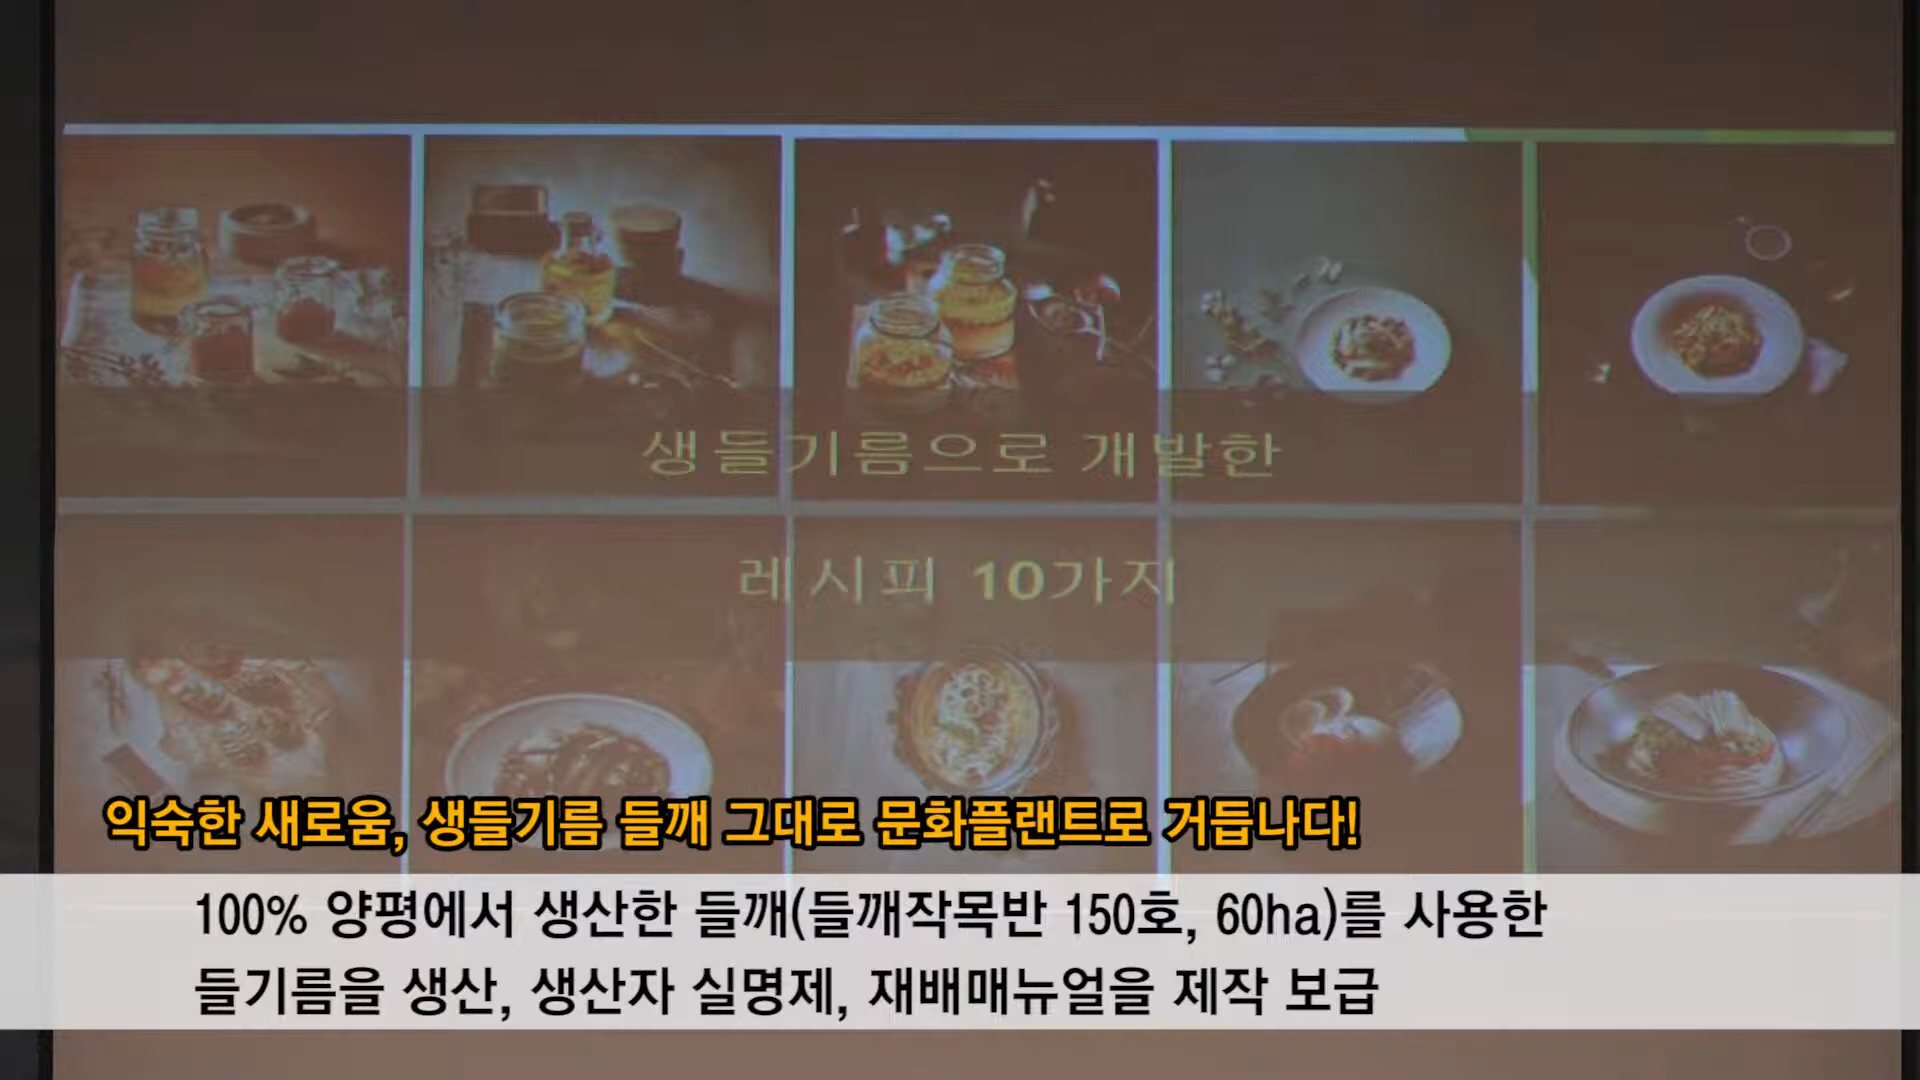 생들기름으로 개발한
레시피 10가지
익숙한 새로움, 생들기름 들깨 그대로 문화플랜트로 거듭나다!
100% 양평에서 생산한 들깨(들깨작목반 150호, 60ha)를 사용한
들기름을 생산, 생산자 실명제, 재배매뉴얼을 제작 보급